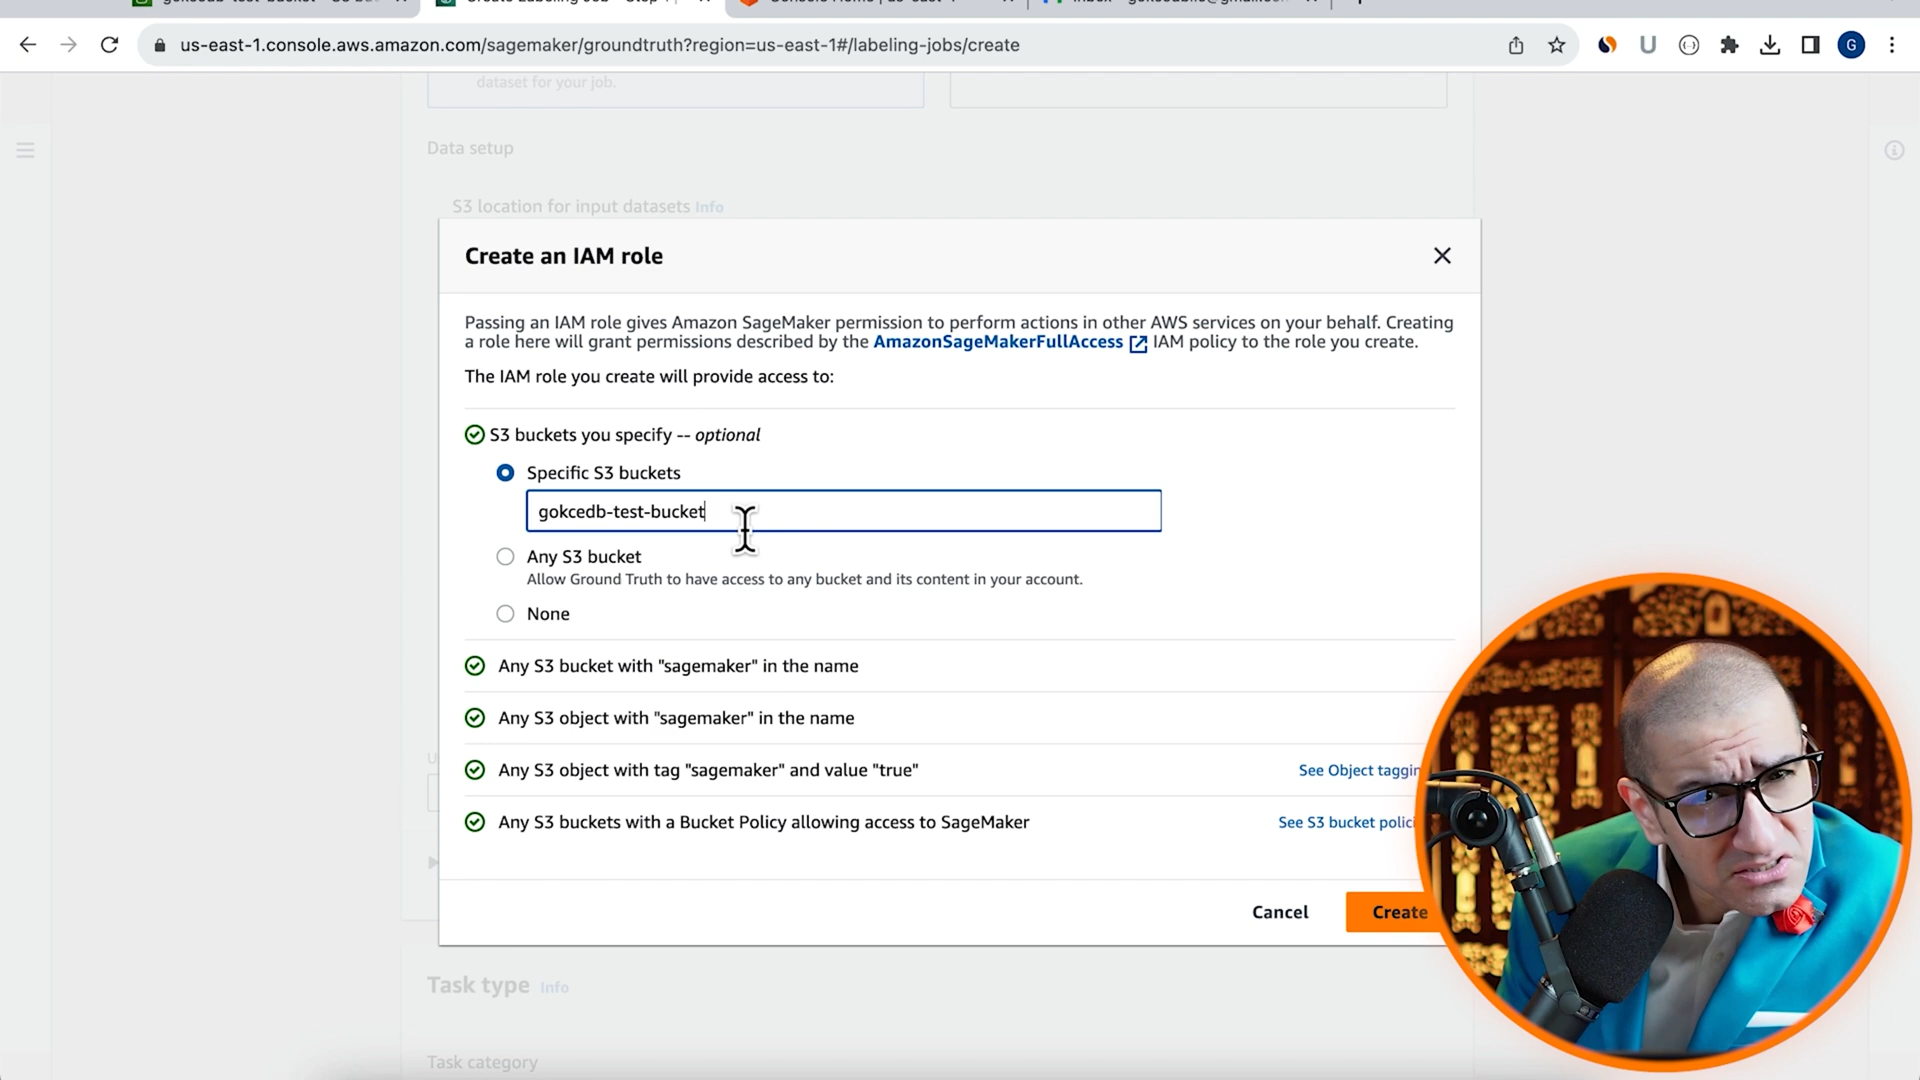 us-east-1.console.aws.amazon.com/sagemaker/groundtruth?region=us-east-1#/labeling-jobs/create
G
dataset for your job.
Data setup
S3 location for input datasets Info
Create an IAM role
Passing an IAM role gives Amazon SageMaker permission to perform actions in other AWS services on your behalf. Creating
a role here will grant permissions described by the AmazonSageMakerFullAccess IAM policy to the role you create.
The IAM role you create will provide access to:
S3 buckets you specify -- optional
Specific S3 buckets
gokcedb-test-bucket
Any S3 bucket
Allow Ground Truth to have access to any bucket and its content in your account.
None
Any S3 bucket with "sagemaker" in the name
Any S3 object with "sagemaker" in the name
Any S3 object with tag "sagemaker" and value "true"
See Object taggin
Any S3 buckets with a Bucket Policy allowing access to SageMaker
See S3 bucket polici
Cancel
Create
Task type Info
Task category